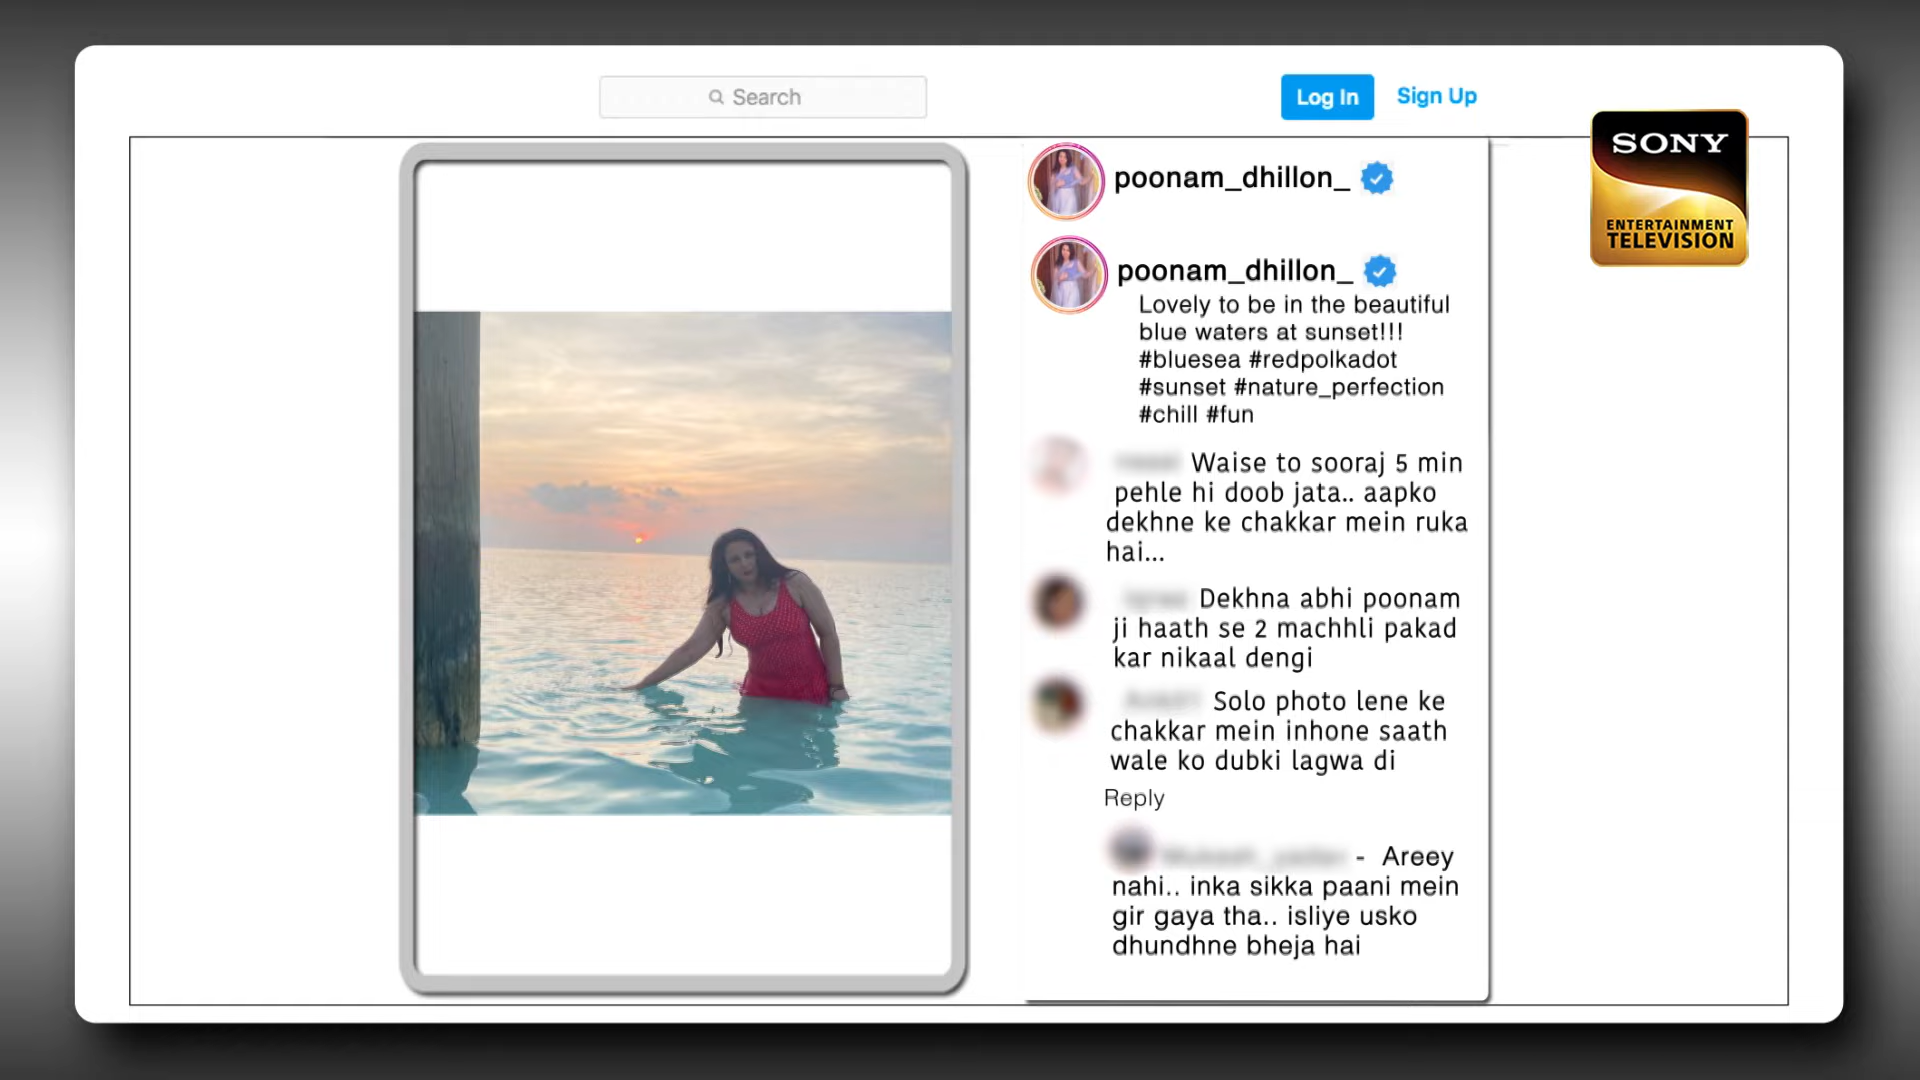 Search
Log In
Sign Up
SONY
ENTERTAINMENT
TELEVISION
poonam_dhillon_
poonam_dhillon_
Lovely to be in the beautiful
blue waters at sunset!!!
#bluesea #redpolkadot
#sunset #nature_perfection
#chill #fun
Waise to sooraj 5 min
pehle hi doob jata.. aapko
dekhne ke chakkar mein ruka
hai...
Dekhna abhi poonam
ji haath se 2 machhli pakad
kar nikaal dengi
Solo photo lene ke
chakkar mein inhone saath
wale ko dubki lagwa di
Reply
- Areey
nahi.. inka sikka paani mein
gir gaya tha.. isliye usko
dhundhne bheja hai